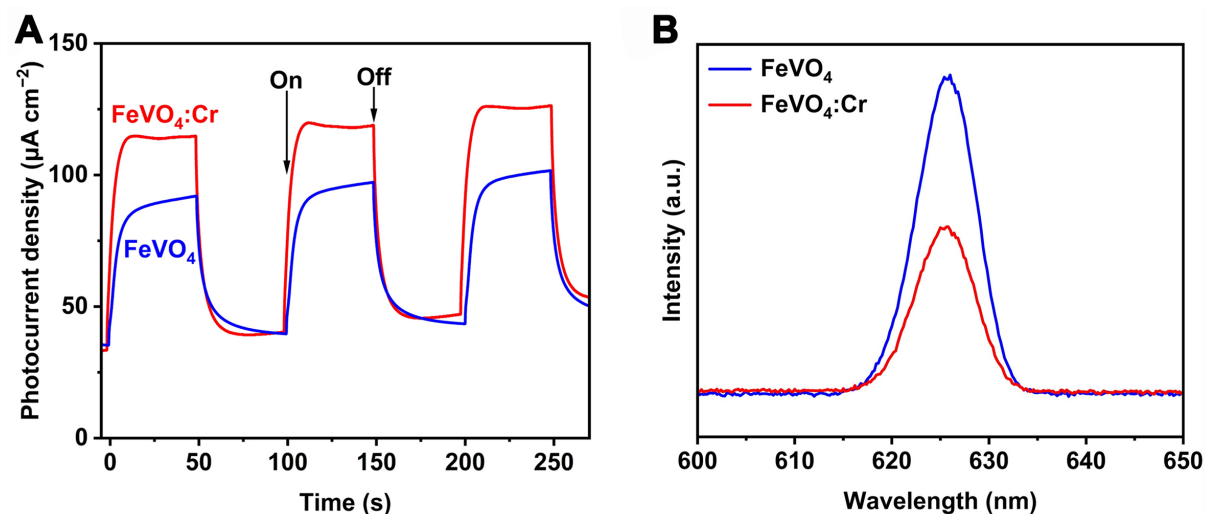 A
150
100
50
0
Photocurrent density (µA cm⁻²)
FeVO₄:Cr
FeVO₄
On
Off
0 50 100 150 200 250
Time (s)
B
FeVO₄
FeVO₄:Cr
Intensity (a.u.)
600 610 620 630 640 650
Wavelength (nm)